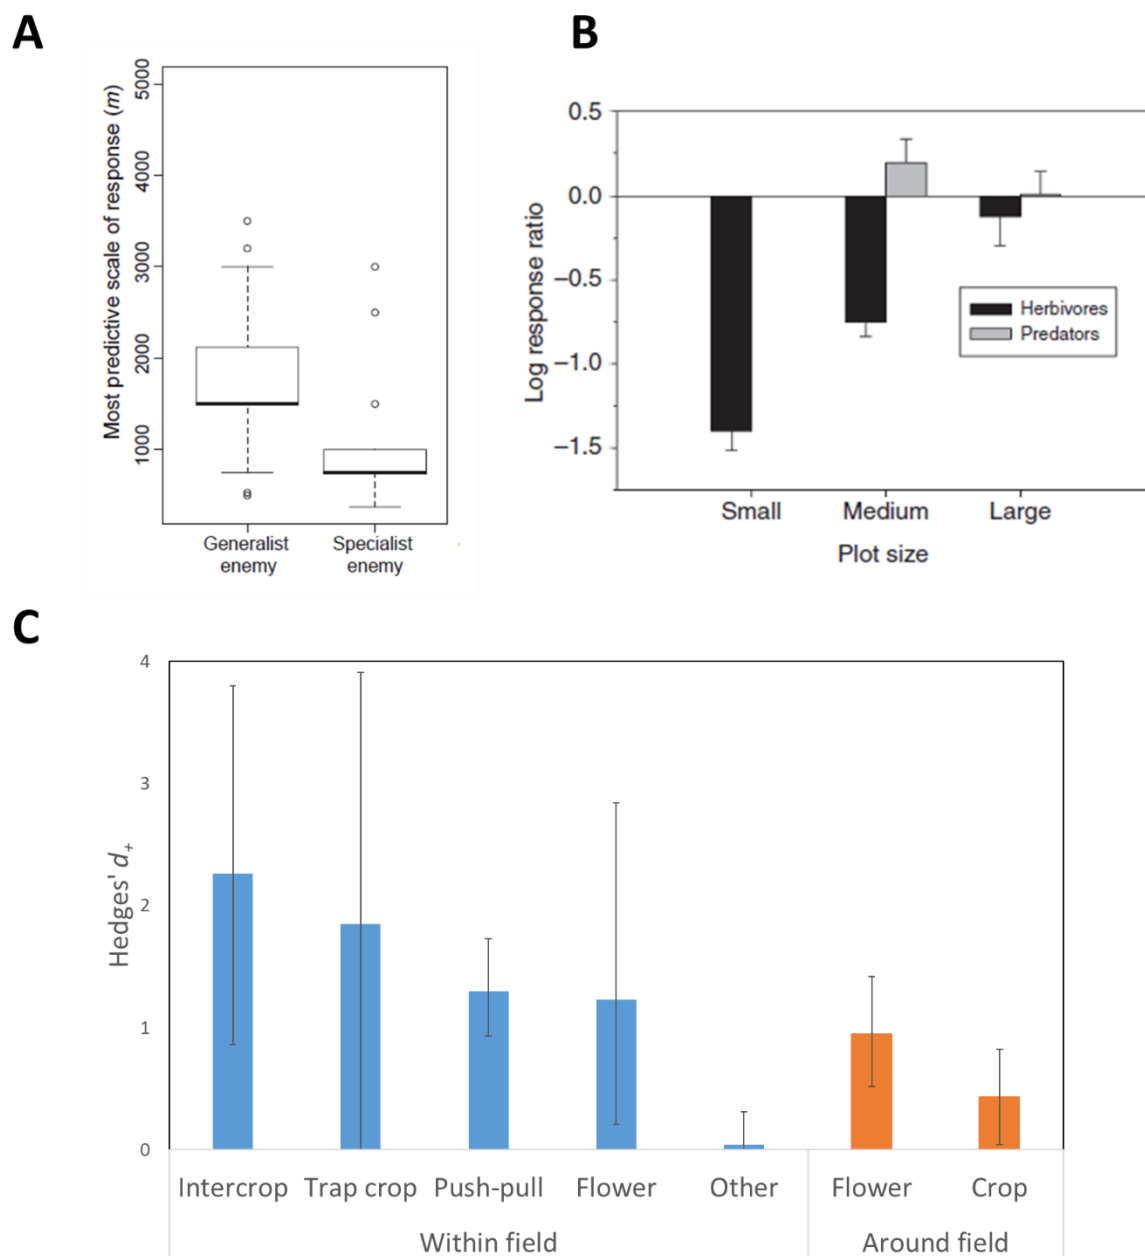 A
Most predictive scale of response (m)
5000
4000
3000
2000
1000
Generalist
enemy
Specialist
enemy
B
Log response ratio
0.5
0.0
−0.5
−1.0
−1.5
Herbivores
Predators
Small
Medium
Large
Plot size
C
Hedges' d+
4
3
2
1
0
Intercrop
Trap crop
Push-pull
Flower
Other
Flower
Crop
Within field
Around field